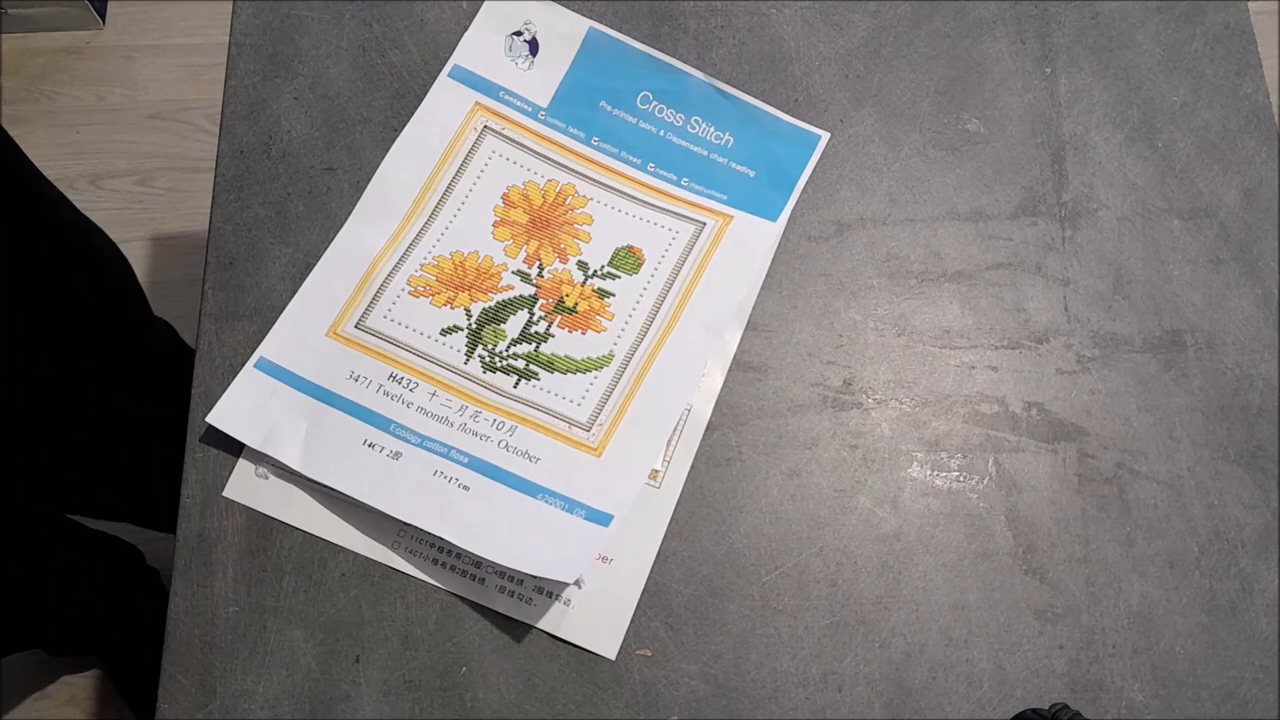 Cross Stitch
Pre-printed fabric & Dispensable chart reading
Contains cotton fabric cotton thread needle instructions
H432 十二月花-10月
3471 Twelve months flower- October
Ecology cotton floss
14CT 2股
17×17cm
429001.05
ber
□ 11CT中格布用□3股/□4股线绣，2股线勾边，
□ 14CT小格布用2股线绣，1股线勾边。